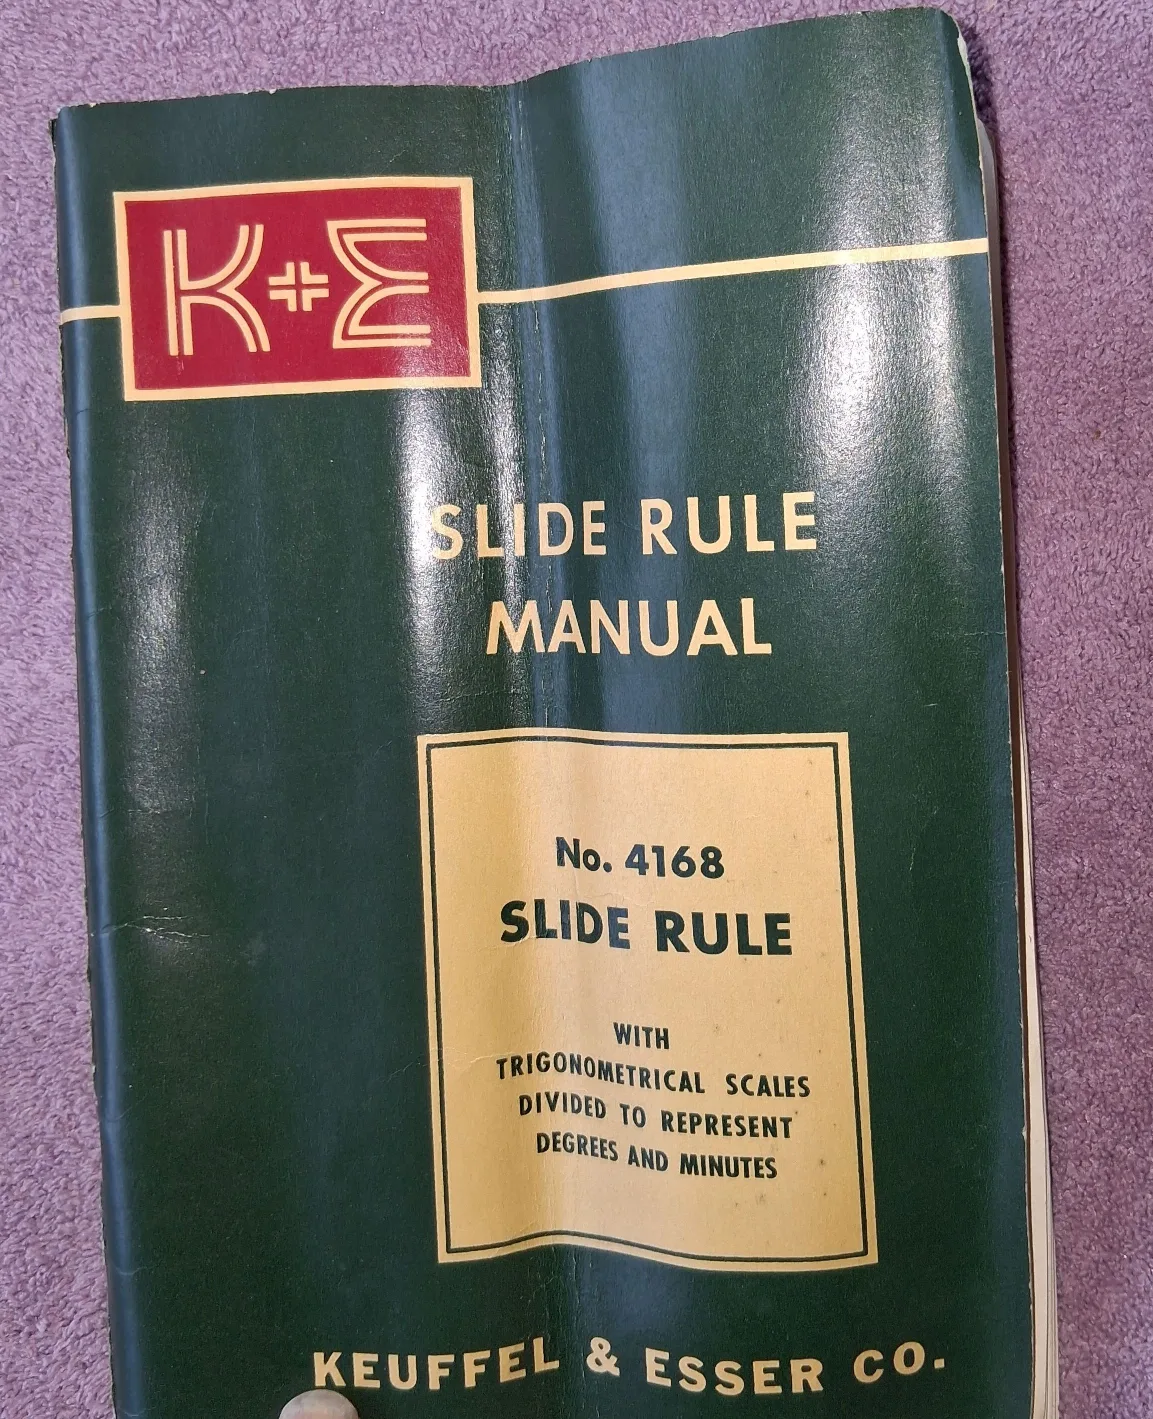 K+E
SLIDE RULE
MANUAL
No. 4168
SLIDE RULE
WITH
TRIGONOMETRICAL SCALES
DIVIDED TO REPRESENT
DEGREES AND MINUTES
KEUFFEL & ESSER CO.